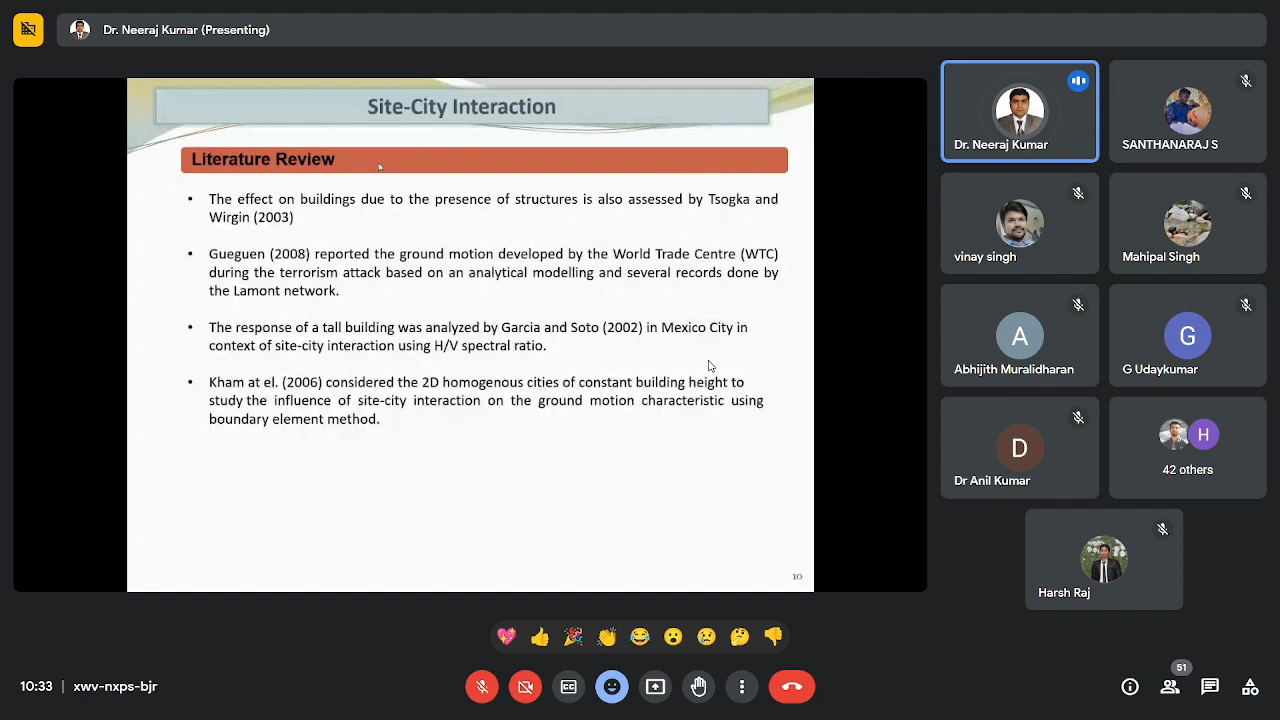 Dr. Neeraj Kumar (Presenting)
Site-City Interaction
Literature Review
• The effect on buildings due to the presence of structures is also assessed by Tsogka and
Wirgin (2003)
• Gueguen (2008) reported the ground motion developed by the World Trade Centre (WTC)
during the terrorism attack based on an analytical modelling and several records done by
the Lamont network.
• The response of a tall building was analyzed by Garcia and Soto (2002) in Mexico City in
context of site-city interaction using H/V spectral ratio.
• Kham at el. (2006) considered the 2D homogenous cities of constant building height to
study the influence of site-city interaction on the ground motion characteristic using
boundary element method.
10
Dr. Neeraj Kumar
SANTHANARAJ S
vinay singh
Mahipal Singh
A
Abhijith Muralidharan
G
G Udaykumar
D
Dr Anil Kumar
H
42 others
Harsh Raj
10:33 | xwv-nxps-bjr
CC
51